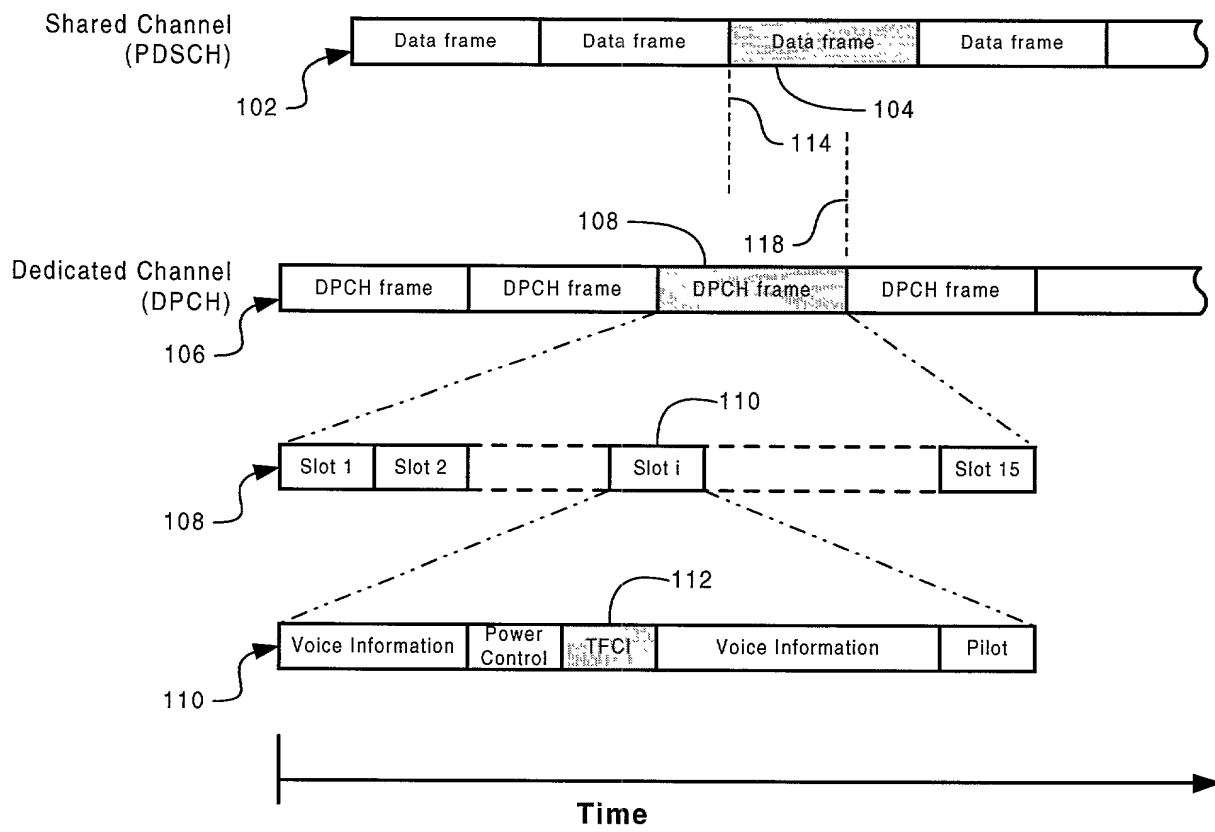 Shared Channel
(PDSCH)
Data frame
Data frame
Data frame
Data frame
102
104
114
108
118
Dedicated Channel
(DPCH)
DPCH frame
DPCH frame
DPCH frame
DPCH frame
106
110
Slot 1
Slot 2
Slot i
Slot 15
108
112
Voice Information
Power
Control
TFCI
Voice Information
Pilot
110
Time